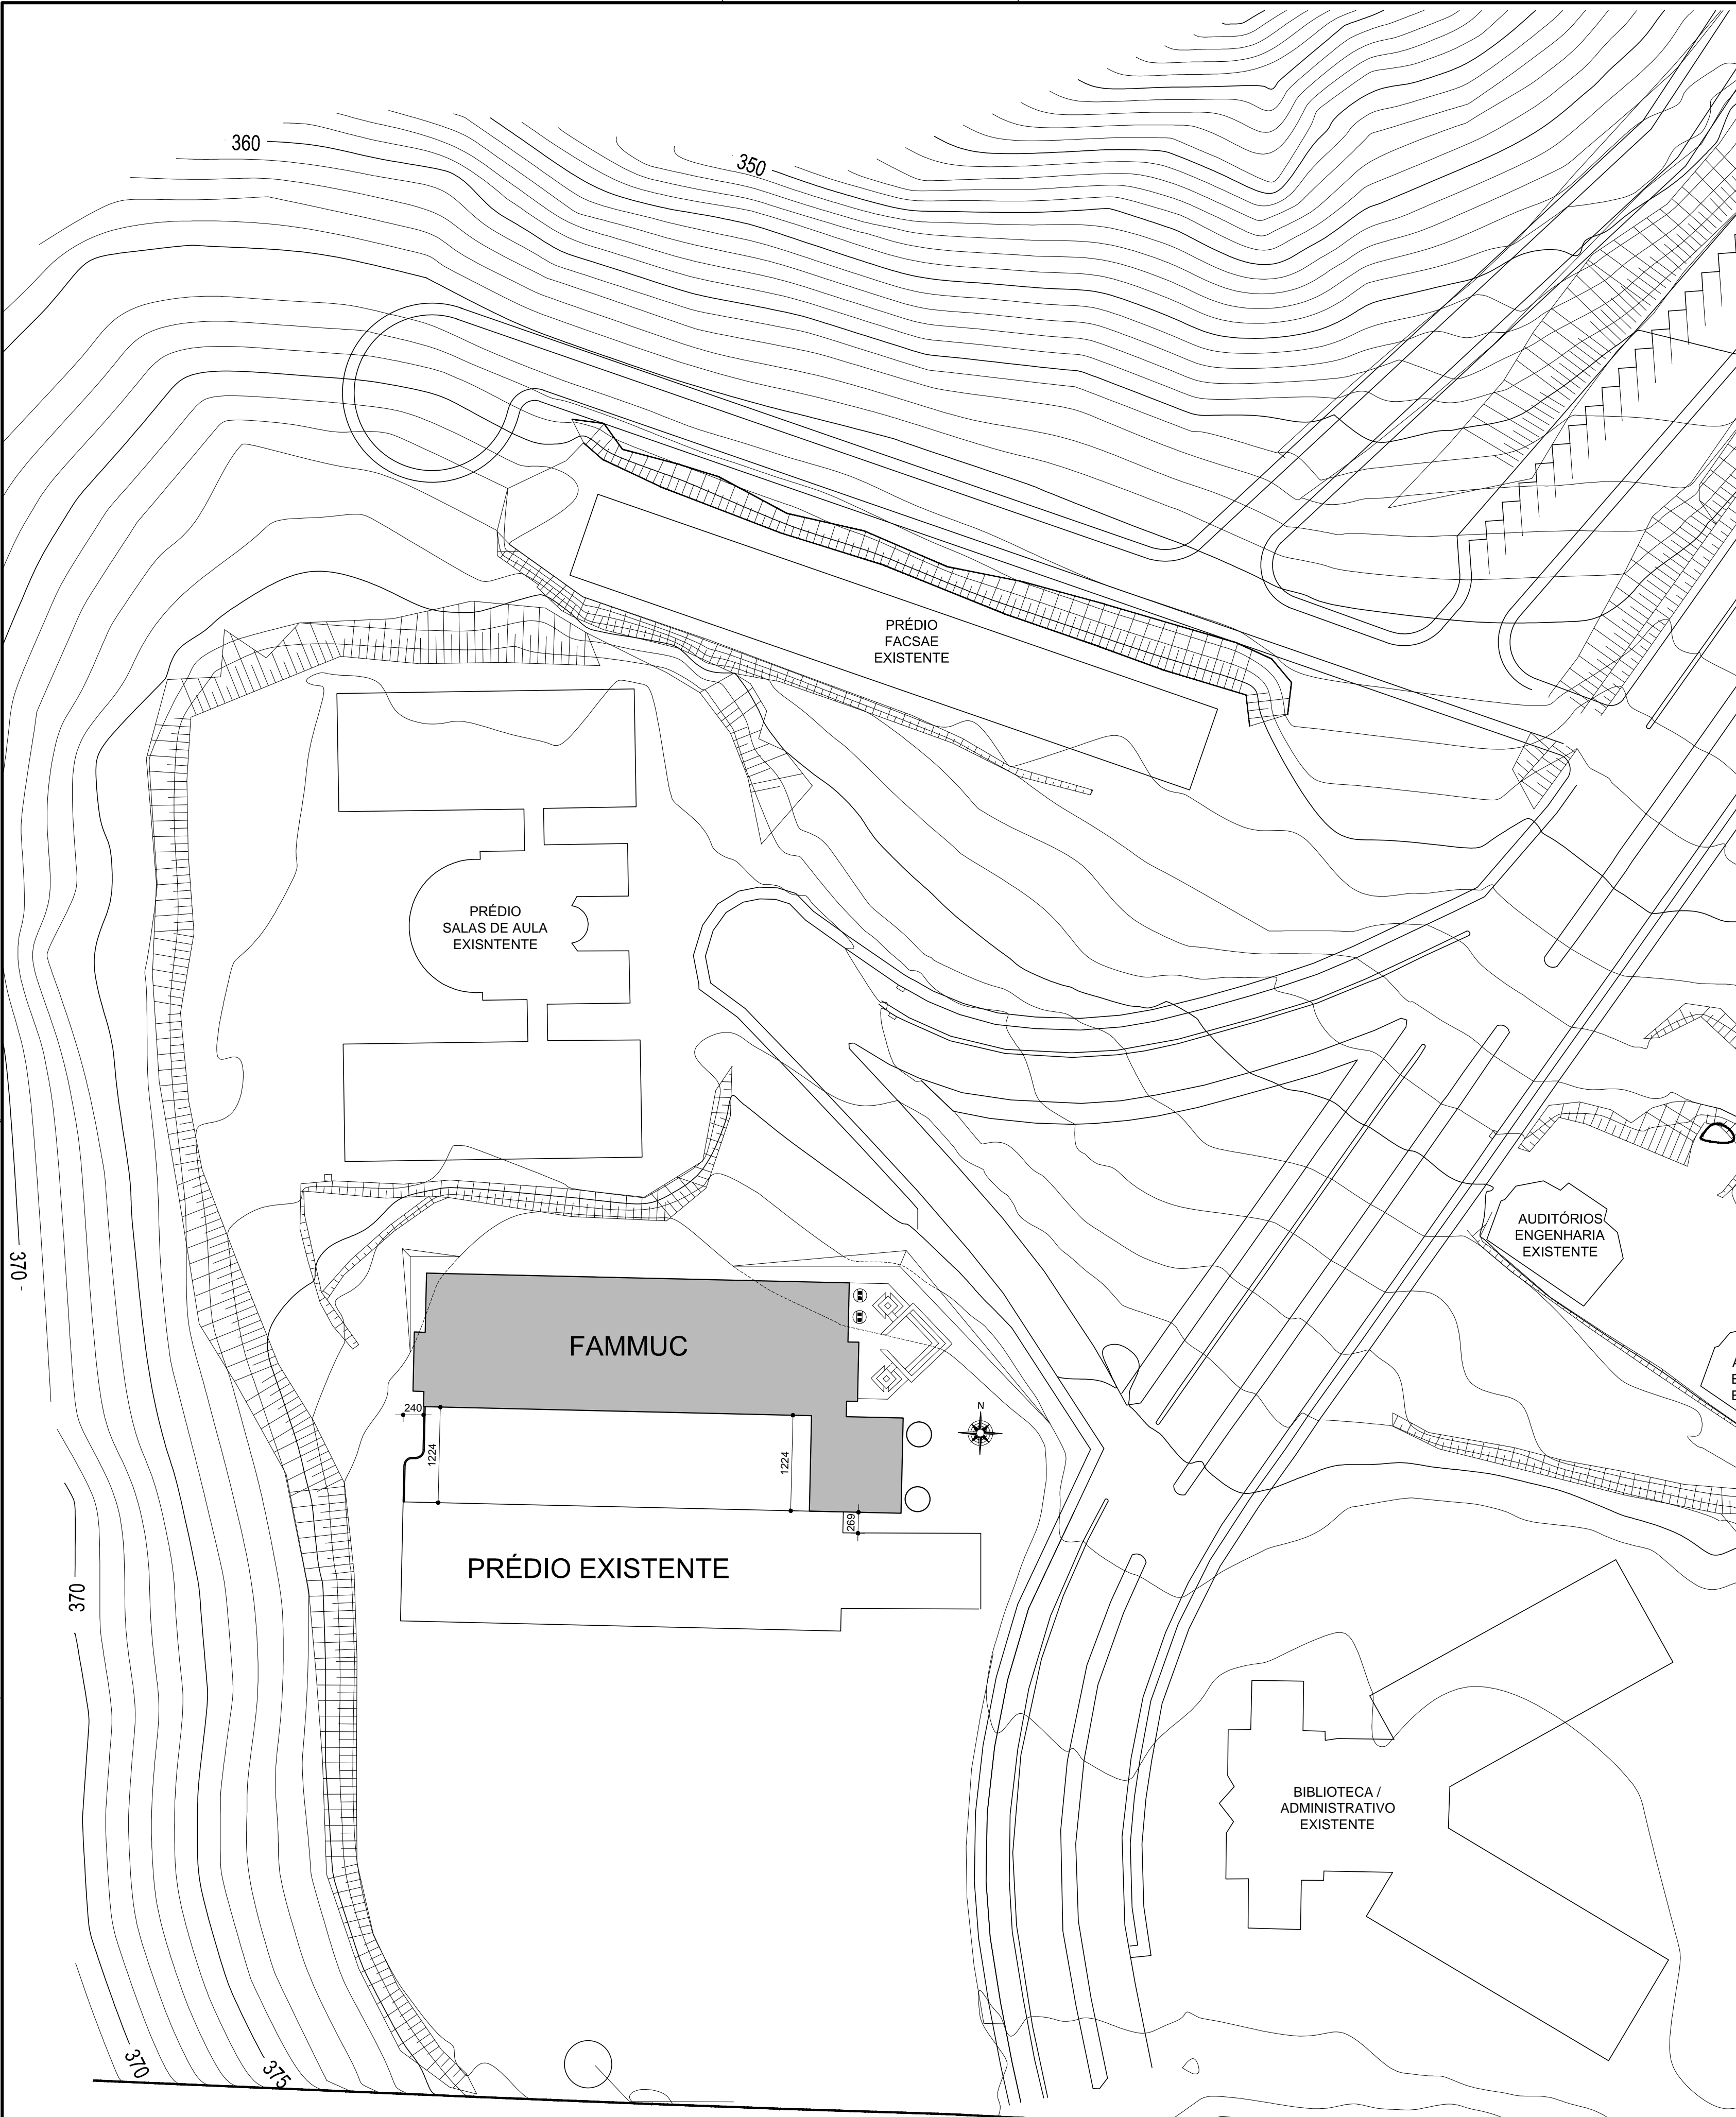 360
350
PRÉDIO
FACSAE
EXISTENTE
PRÉDIO
SALAS DE AULA
EXISNTENTE
AUDITÓRIOS
ENGENHARIA
EXISTENTE
370 -
FAMMUC
N
240
1224
1224
269
PRÉDIO EXISTENTE
370
BIBLIOTECA /
ADMINISTRATIVO
EXISTENTE
370
375